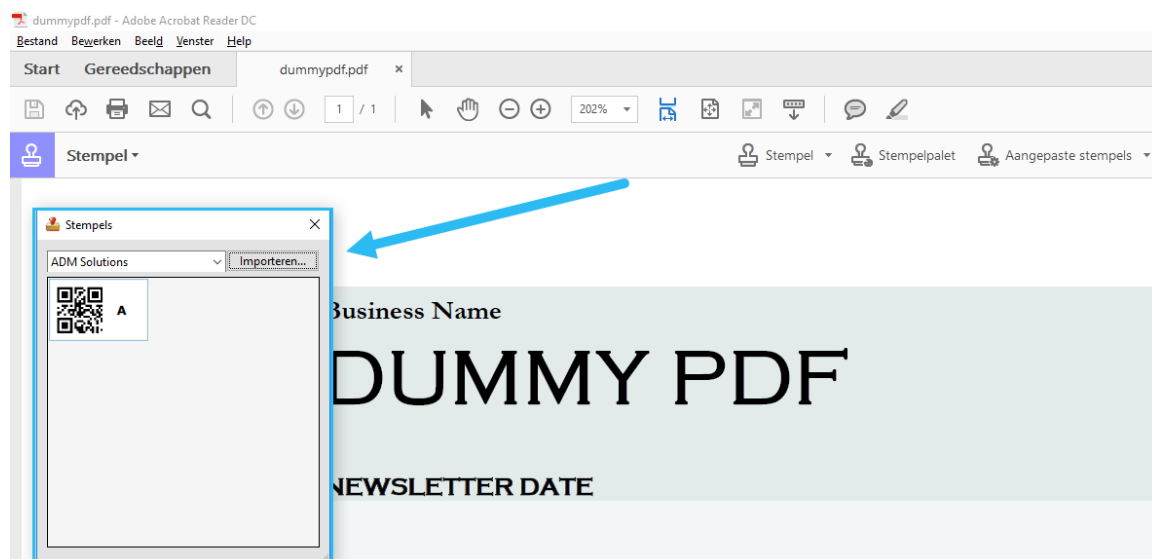 dummypdf.pdf - Adobe Acrobat Reader DC
Bestand Bewerken Beeld Venster Help
Start Gereedschappen dummypdf.pdf ×
1 / 1 202%
Stempel Stempel Stempelpalet Aangepaste stempels
Stempels
ADM Solutions Importeren...
A
Business Name
DUMMY PDF
NEWSLETTER DATE